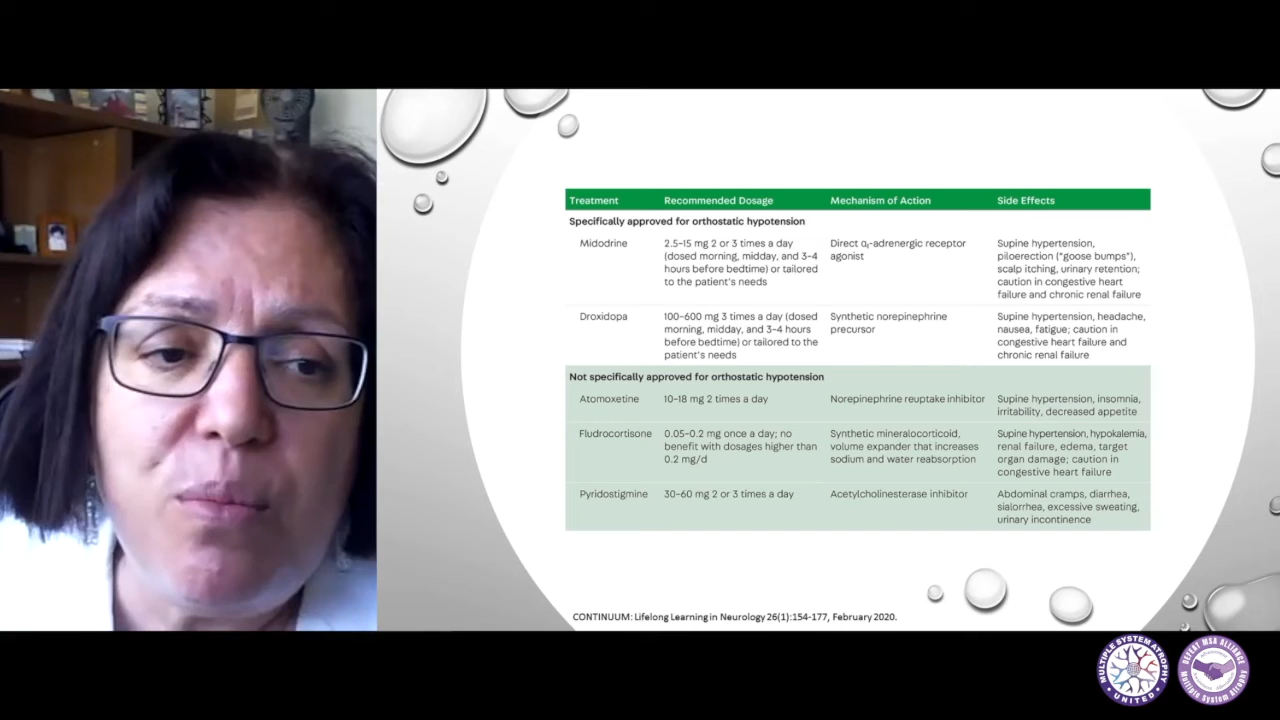 Treatment Recommended Dosage Mechanism of Action Side Effects
Specifically approved for orthostatic hypotension
Midodrine 2.5–15 mg 2 or 3 times a day Direct α₁-adrenergic receptor Supine hypertension,
(dosed morning, midday, and 3–4 agonist piloerection ("goose bumps"),
hours before bedtime) or tailored scalp itching, urinary retention;
to the patient's needs caution in congestive heart
failure and chronic renal failure
Droxidopa 100–600 mg 3 times a day (dosed Synthetic norepinephrine Supine hypertension, headache,
morning, midday, and 3–4 hours precursor nausea, fatigue; caution in
before bedtime) or tailored to the congestive heart failure and
patient's needs chronic renal failure
Not specifically approved for orthostatic hypotension
Atomoxetine 10–18 mg 2 times a day Norepinephrine reuptake inhibitor Supine hypertension, insomnia,
irritability, decreased appetite
Fludrocortisone 0.05–0.2 mg once a day; no Synthetic mineralocorticoid, Supine hypertension, hypokalemia,
benefit with dosages higher than volume expander that increases renal failure, edema, target
0.2 mg/d sodium and water reabsorption organ damage; caution in
congestive heart failure
Pyridostigmine 30–60 mg 2 or 3 times a day Acetylcholinesterase inhibitor Abdominal cramps, diarrhea,
sialorrhea, excessive sweating,
urinary incontinence
CONTINUUM: Lifelong Learning in Neurology 26(1):154-177, February 2020.
MULTIPLE SYSTEM ATROPHY
UNITED
DEFEAT MSA ALLIANCE
Multiple System Atrophy